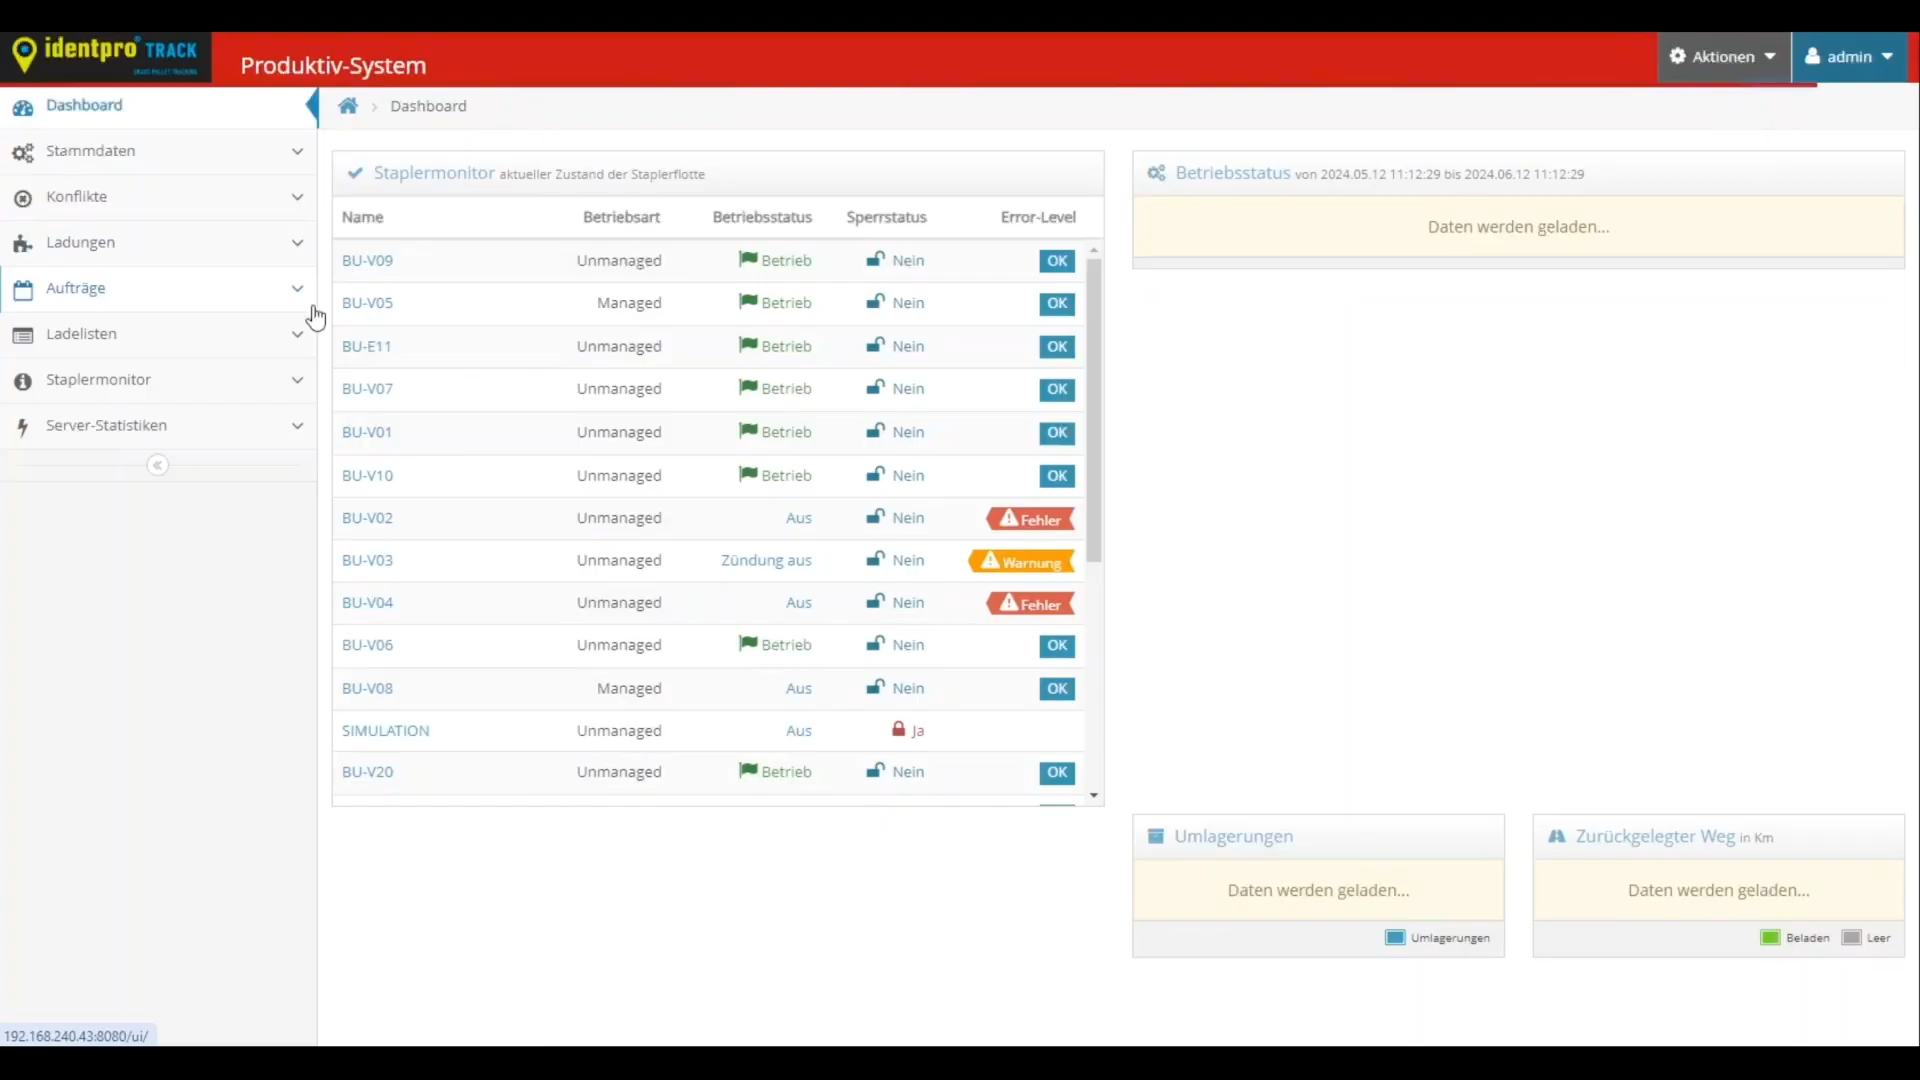 identpro® TRACK
Produktiv-System
Aktionen
admin
Dashboard
Stammdaten
Konflikte
Ladungen
Aufträge
Ladelisten
Staplermonitor
Server-Statistiken
Dashboard
Staplermonitor aktueller Zustand der Staplerflotte
Name Betriebsart Betriebsstatus Sperrstatus Error-Level
BU-V09 Unmanaged Betrieb Nein OK
BU-V05 Managed Betrieb Nein OK
BU-E11 Unmanaged Betrieb Nein OK
BU-V07 Unmanaged Betrieb Nein OK
BU-V01 Unmanaged Betrieb Nein OK
BU-V10 Unmanaged Betrieb Nein OK
BU-V02 Unmanaged Aus Nein Fehler
BU-V03 Unmanaged Zündung aus Nein Warnung
BU-V04 Unmanaged Aus Nein Fehler
BU-V06 Unmanaged Betrieb Nein OK
BU-V08 Managed Aus Nein OK
SIMULATION Unmanaged Aus Ja
BU-V20 Unmanaged Betrieb Nein OK
Betriebsstatus von 2024.05.12 11:12:29 bis 2024.06.12 11:12:29
Daten werden geladen...
Umlagerungen
Daten werden geladen...
Umlagerungen
Zurückgelegter Weg in Km
Daten werden geladen...
Beladen Leer
192.168.240.43:8080/ui/